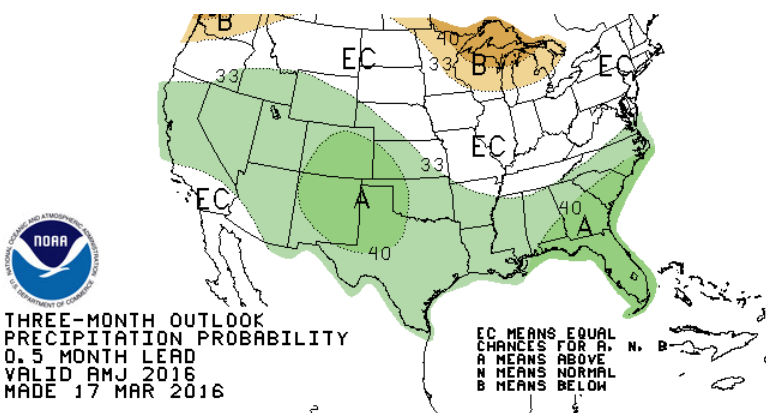 B
40
EC
33
B
EC
33
EC
33
EC
A
40
A
40
NATIONAL OCEANIC AND ATMOSPHERIC ADMINISTRATION
NOAA
U.S. DEPARTMENT OF COMMERCE
THREE-MONTH OUTLOOK
PRECIPITATION PROBABILITY
0.5 MONTH LEAD
VALID AMJ 2016
MADE 17 MAR 2016
EC MEANS EQUAL
CHANCES FOR A, N, B
A MEANS ABOVE
N MEANS NORMAL
B MEANS BELOW